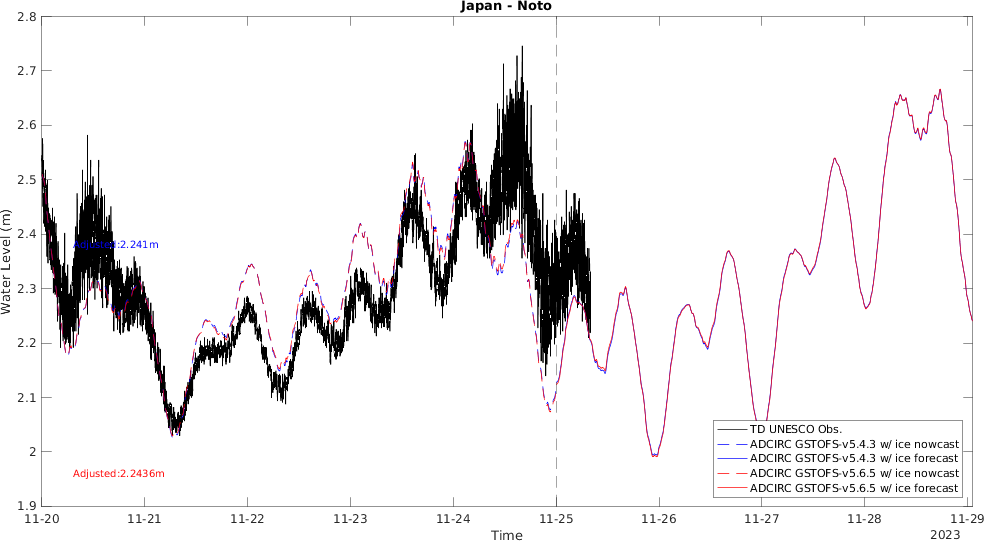 Japan - Noto
2.8
2.7
2.6
2.5
2.4
2.3
2.2
2.1
2
1.9
Water Level (m)
Adjusted:2.241m
Adjusted:2.2436m
TD UNESCO Obs.
ADCIRC GSTOFS-v5.4.3 w/ ice nowcast
ADCIRC GSTOFS-v5.4.3 w/ ice forecast
ADCIRC GSTOFS-v5.6.5 w/ ice nowcast
ADCIRC GSTOFS-v5.6.5 w/ ice forecast
11-20 11-21 11-22 11-23 11-24 11-25 11-26 11-27 11-28 11-29
Time
2023